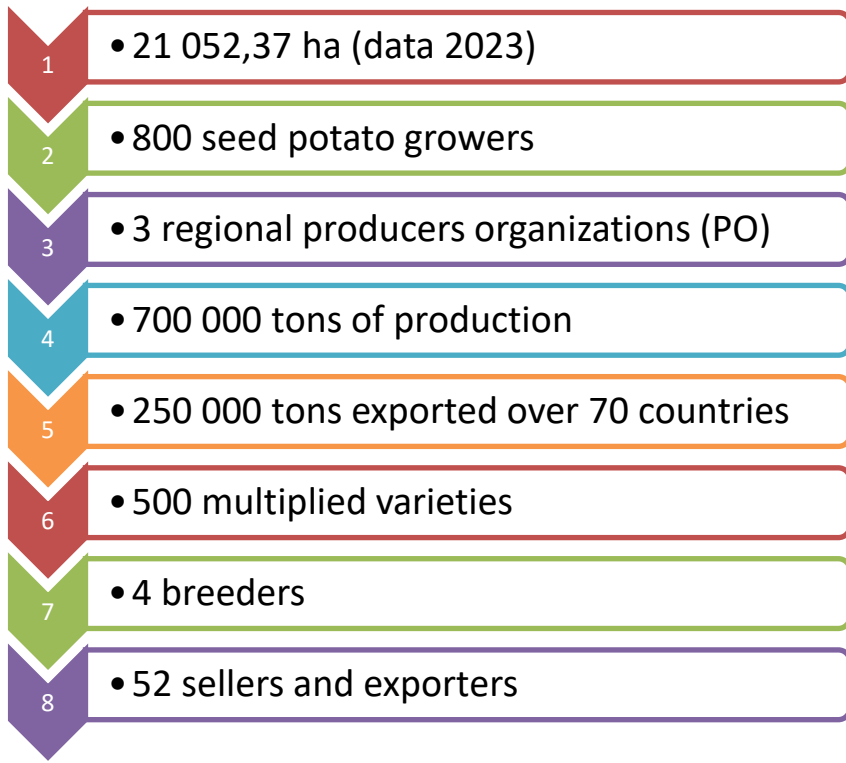 1 • 21 052,37 ha (data 2023)
2 • 800 seed potato growers
3 • 3 regional producers organizations (PO)
4 • 700 000 tons of production
5 • 250 000 tons exported over 70 countries
6 • 500 multiplied varieties
7 • 4 breeders
8 • 52 sellers and exporters